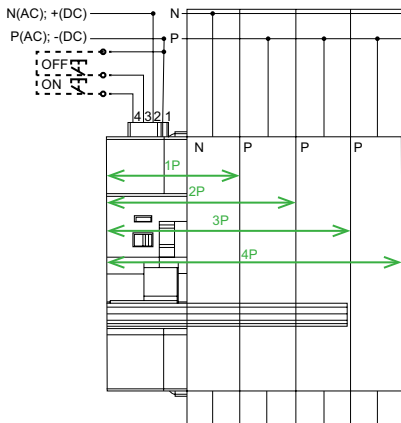 N(AC); +(DC) N
P(AC); -(DC) P
OFF
ON
4 3 2 1
N P P P
1P
2P
3P
4P